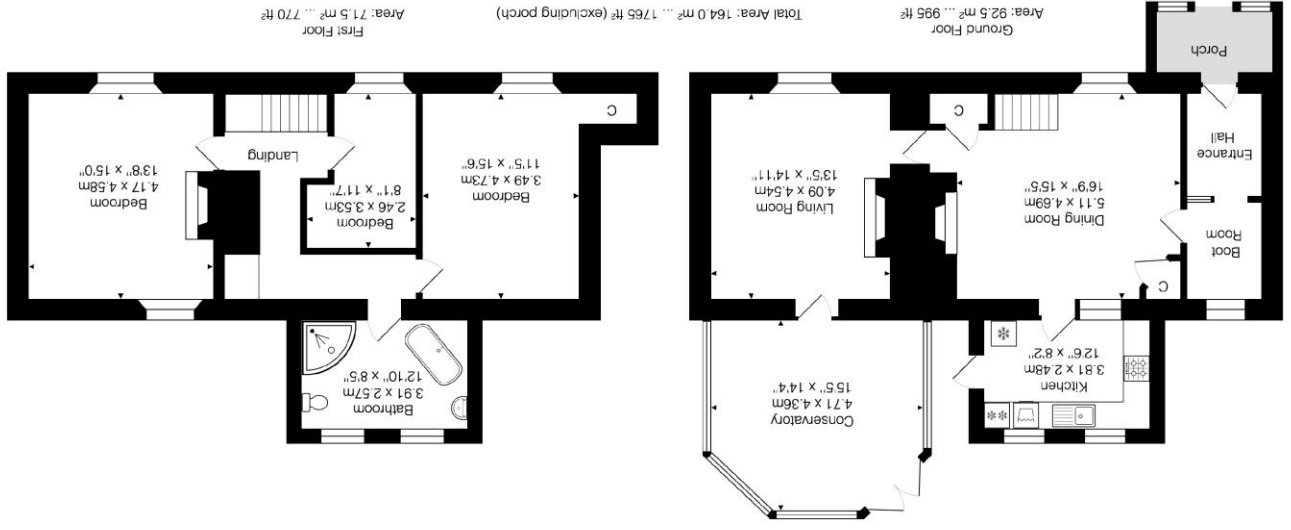 Kitchen
3.81 x 2.48m
12'6" x 8'2"
Conservatory
4.71 x 4.36m
15'5" x 14'4"
Boot
Room
C
Dining Room
5.11 x 4.69m
16'9" x 15'5"
Living Room
4.09 x 4.54m
13'5" x 14'11"
Entrance
Hall
C
Porch
Ground Floor
Area: 92.5 m² ... 995 ft²
Bathroom
3.91 x 2.57m
12'10" x 8'5"
Bedroom
3.49 x 4.73m
11'5" x 15'6"
Bedroom
2.46 x 3.53m
8'1" x 11'7"
Bedroom
4.17 x 4.58m
13'8" x 15'0"
Landing
C
First Floor
Area: 71.5 m² ... 770 ft²
Total Area: 164.0 m² ... 1765 ft² (excluding porch)